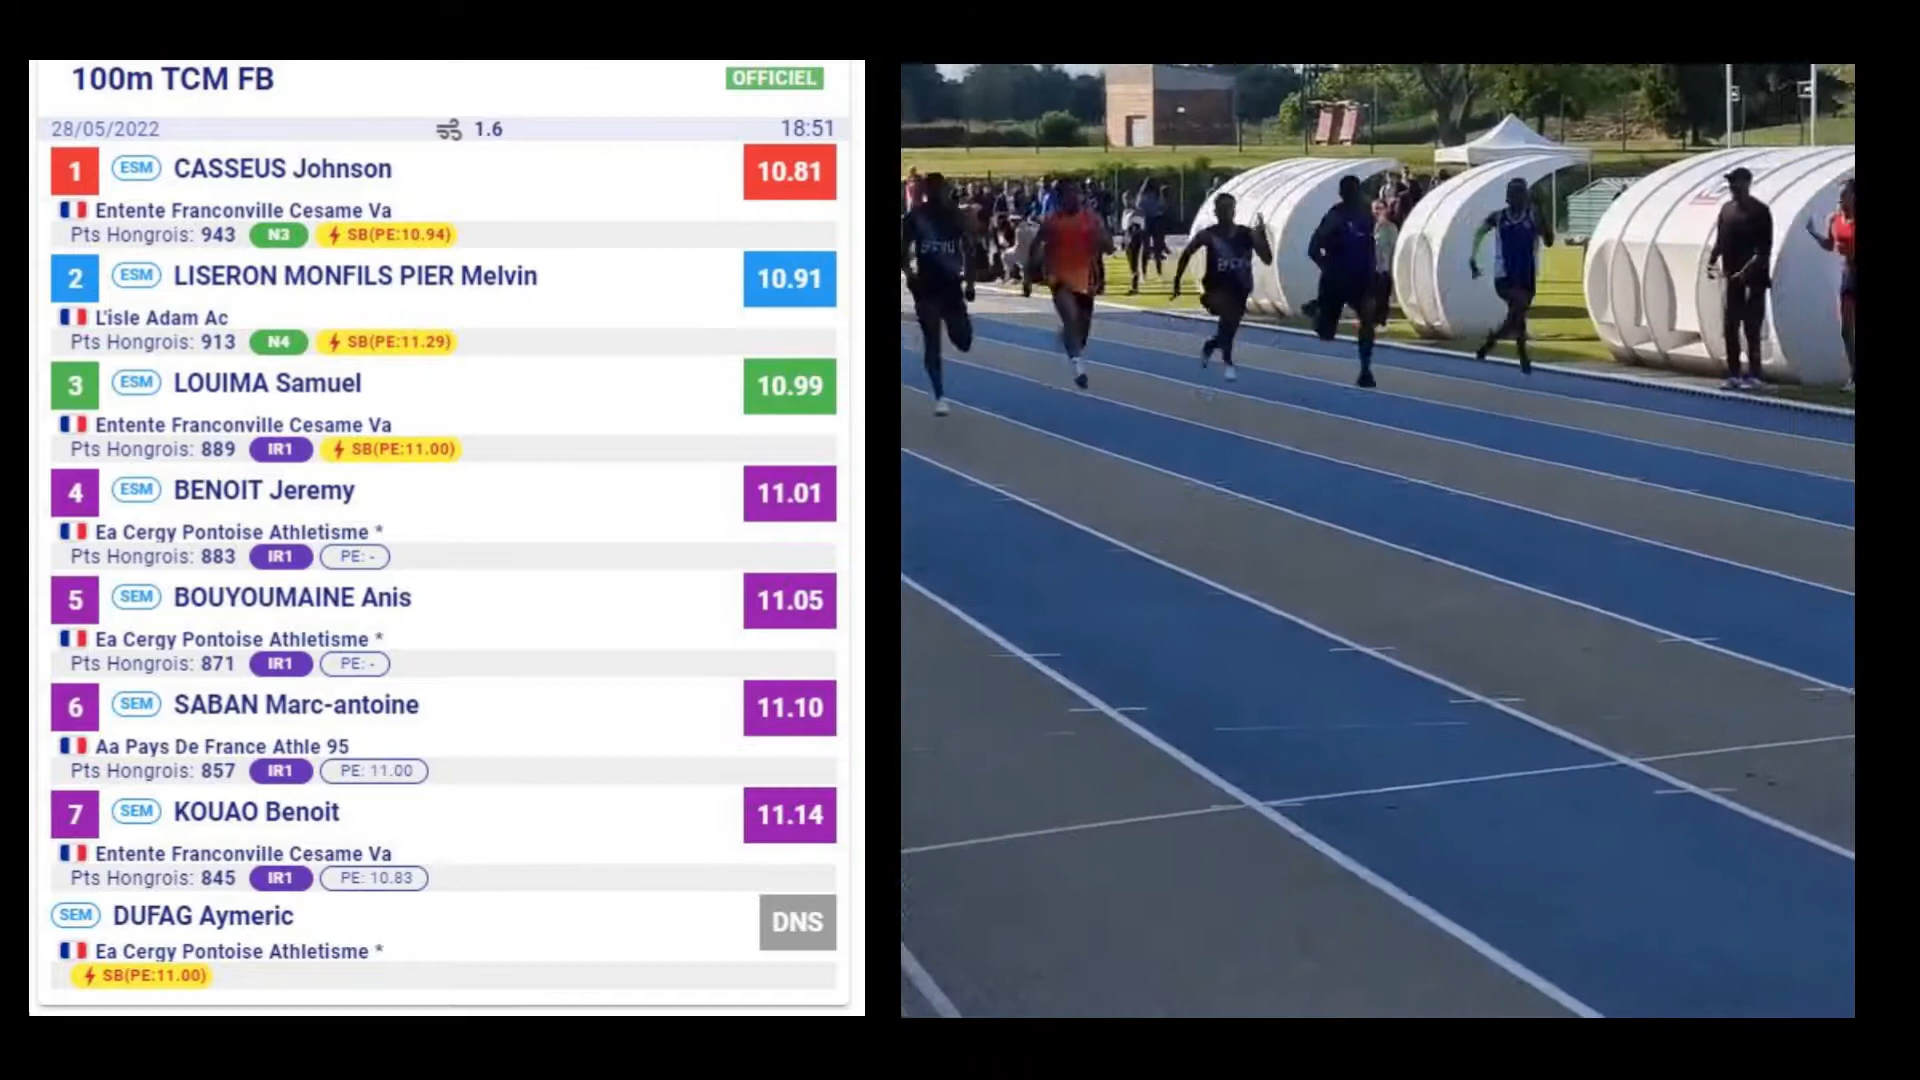 100m TCM FB OFFICIEL
28/05/2022 1.6 18:51
1 ESM CASSEUS Johnson 10.81
Entente Franconville Cesame Va
Pts Hongrois: 943 N3 SB(PE:10.94)
2 ESM LISERON MONFILS PIER Melvin 10.91
L'isle Adam Ac
Pts Hongrois: 913 N4 SB(PE:11.29)
3 ESM LOUIMA Samuel 10.99
Entente Franconville Cesame Va
Pts Hongrois: 889 IR1 SB(PE:11.00)
4 ESM BENOIT Jeremy 11.01
Ea Cergy Pontoise Athletisme *
Pts Hongrois: 883 IR1 PE: -
5 SEM BOUYOUMAINE Anis 11.05
Ea Cergy Pontoise Athletisme *
Pts Hongrois: 871 IR1 PE: -
6 SEM SABAN Marc-antoine 11.10
Aa Pays De France Athle 95
Pts Hongrois: 857 IR1 PE: 11.00
7 SEM KOUAO Benoit 11.14
Entente Franconville Cesame Va
Pts Hongrois: 845 IR1 PE: 10.83
SEM DUFAG Aymeric DNS
Ea Cergy Pontoise Athletisme *
SB(PE:11.00)